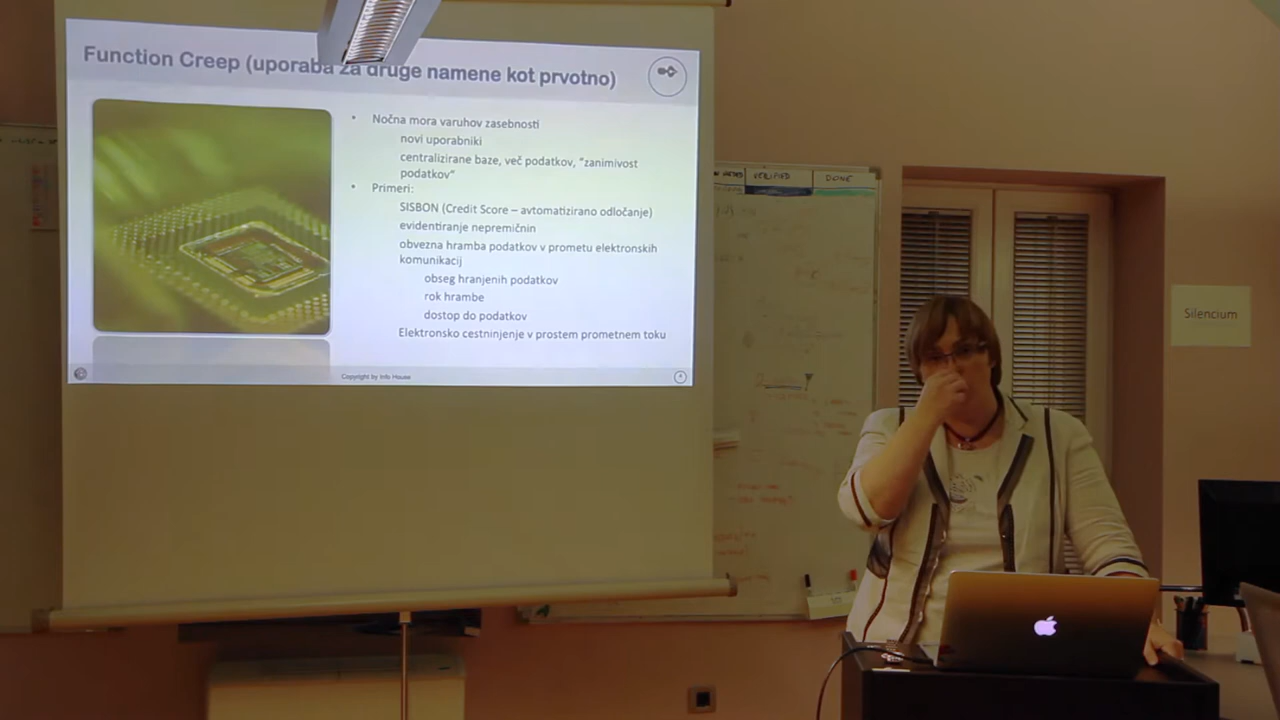 Function Creep (uporaba za druge namene kot prvotno)
• Nočna mora varuhov zasebnosti
novi uporabniki
centralizirane baze, več podatkov, "zanimivost
podatkov"
• Primeri:
SISBON (Credit Score – avtomatizirano odločanje)
evidentiranje nepremičnin
obvezna hramba podatkov v prometu elektronskih
komunikacij
obseg hranjenih podatkov
rok hrambe
dostop do podatkov
Elektronsko cestninjenje v prostem prometnem toku
Copyright by Info House
VERIFIED
DONE
Silencium